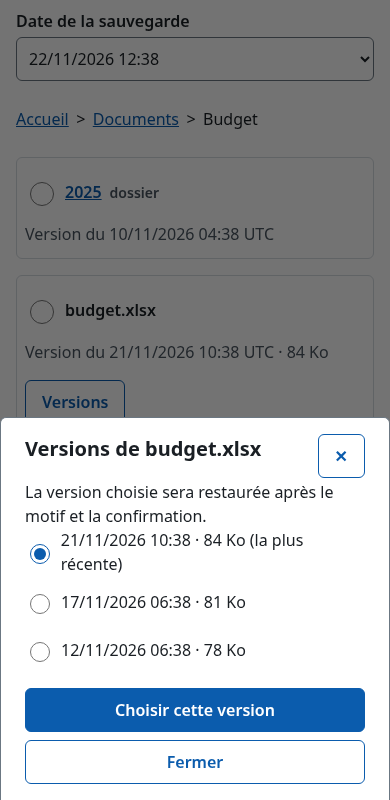 Date de la sauvegarde
22/11/2026 12:38
Accueil > Documents > Budget
2025 dossier
Version du 10/11/2026 04:38 UTC
budget.xlsx
Version du 21/11/2026 10:38 UTC · 84 Ko
Versions
Versions de budget.xlsx
×
La version choisie sera restaurée après le
motif et la confirmation.
21/11/2026 10:38 · 84 Ko (la plus
récente)
17/11/2026 06:38 · 81 Ko
12/11/2026 06:38 · 78 Ko
Choisir cette version
Fermer